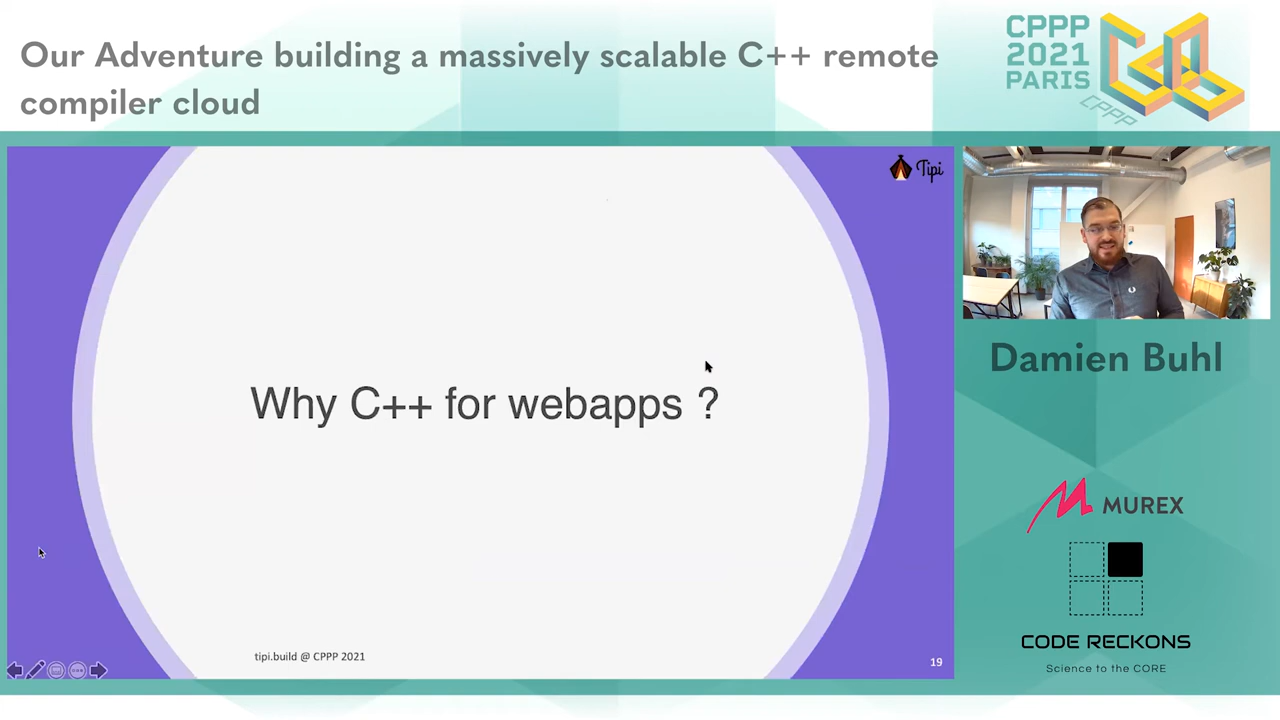 Our Adventure building a massively scalable C++ remote
compiler cloud
CPPP
2021
PARIS
CPPP
Tipi
Why C++ for webapps ?
tipi.build @ CPPP 2021
19
Damien Buhl
MUREX
CODE RECKONS
Science to the CORE